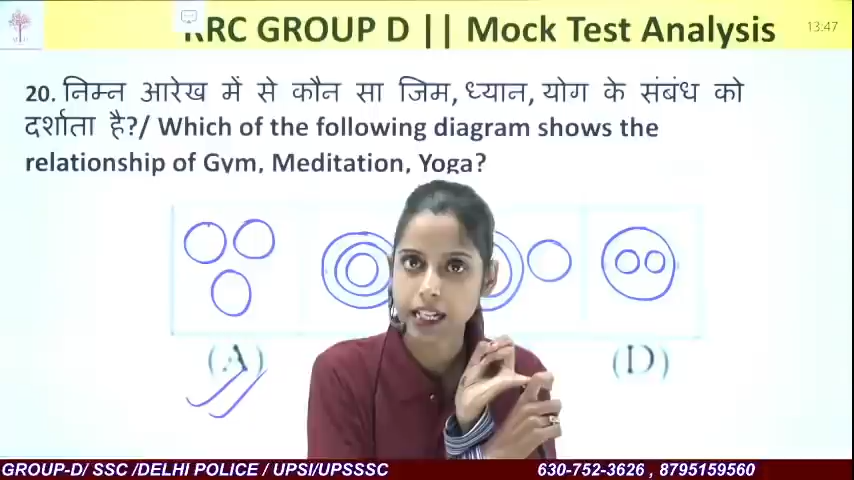 RRC GROUP D || Mock Test Analysis
13:47
20. निम्न आरेख में से कौन सा जिम, ध्यान, योग के संबंध को
दर्शाता है?/ Which of the following diagram shows the
relationship of Gym, Meditation, Yoga?
(A)
(D)
GROUP-D/ SSC /DELHI POLICE / UPSI/UPSSSC
630-752-3626 , 8795159560